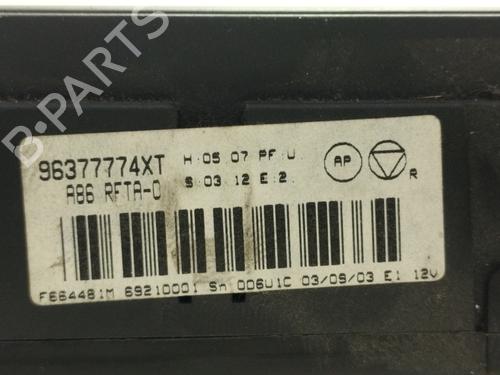 B-PARTS
96377774XT H:05.07 PF:U.
A86 RFTA-0 S:03.12 E:2.
AP
R
F664481M 69210001 Sn 006U1C 03/09/03 E1 12V